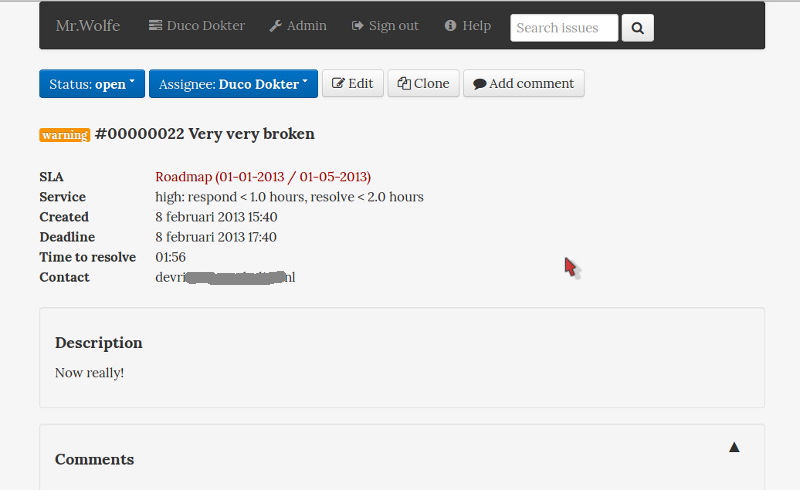 Mr.Wolfe Duco Dokter Admin Sign out Help Search issues
Status: open Assignee: Duco Dokter Edit Clone Add comment
warning #00000022 Very very broken
SLA Roadmap (01-01-2013 / 01-05-2013)
Service high: respond < 1.0 hours, resolve < 2.0 hours
Created 8 februari 2013 15:40
Deadline 8 februari 2013 17:40
Time to resolve 01:56
Contact
Description
Now really!
Comments